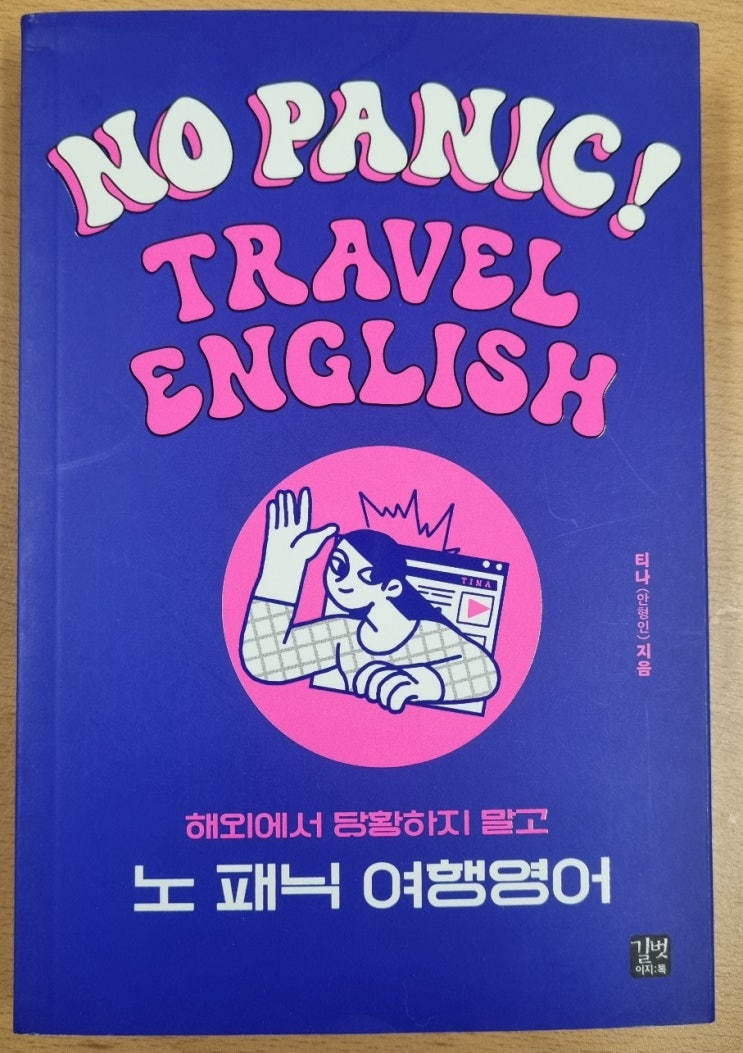 NO PANIC!
TRAVEL
ENGLISH
TINA
티나(안형인) 지음
해외에서 당황하지 말고
노 패닉 여행영어
길벗
이지:톡